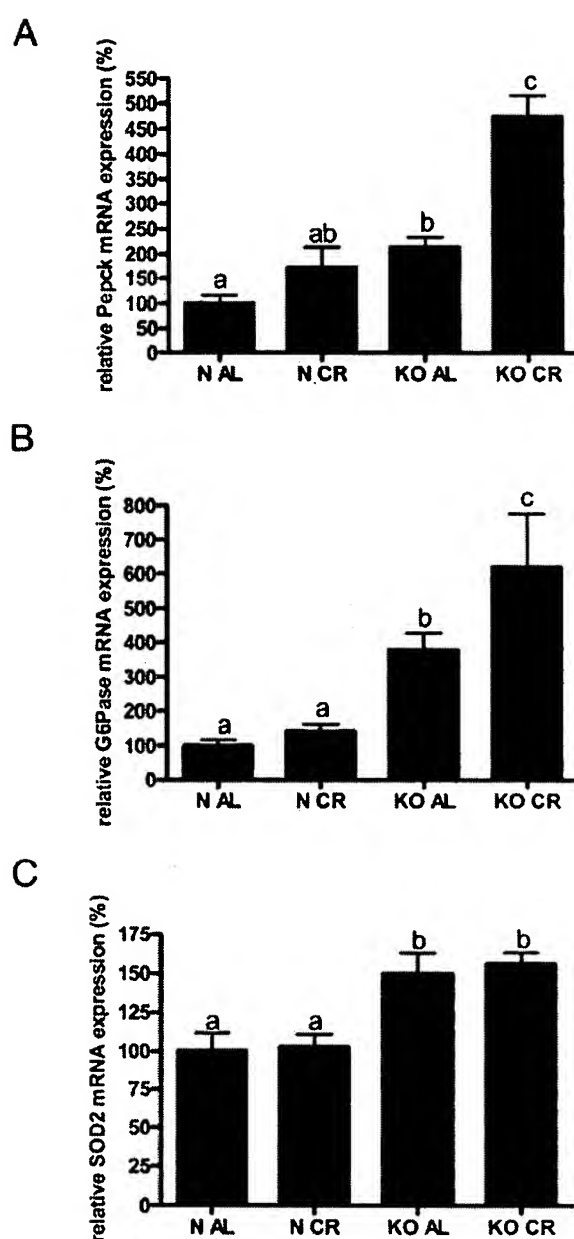 A
relative Pepck mRNA expression (%)
550
500
450
400
350
300
250
200
150
100
50
0
a
ab
b
c
N AL
N CR
KO AL
KO CR
B
relative G6Pase mRNA expression (%)
800
700
600
500
400
300
200
100
0
a
a
b
c
N AL
N CR
KO AL
KO CR
C
relative SOD2 mRNA expression (%)
175
150
125
100
75
50
25
0
a
a
b
b
N AL
N CR
KO AL
KO CR